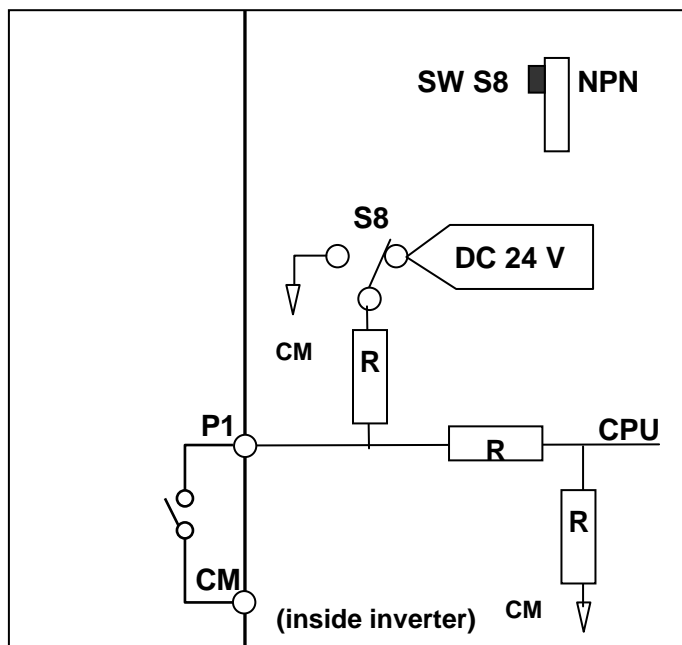 SW S8 NPN
S8
DC 24 V
CM
R
P1
R
CPU
R
CM
(inside inverter)
CM